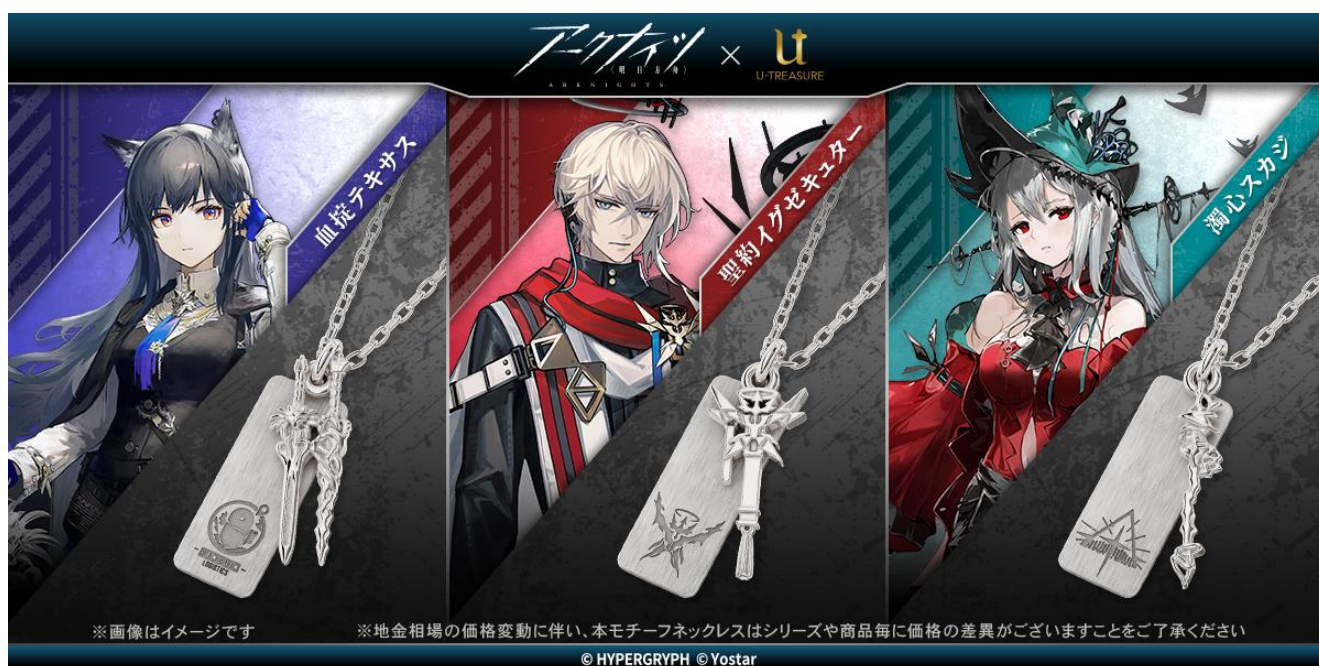 アークナイツ
〈明日方舟〉
ARKNIGHTS
×
U-TREASURE
血掟テキサス
聖約イグゼキュター
濁心スカジ
LOGISTICS
※画像はイメージです
※地金相場の価格変動に伴い、本モチーフネックレスはシリーズや商品毎に価格の差異がございますことをご了承ください
© HYPERGRYPH © Yostar